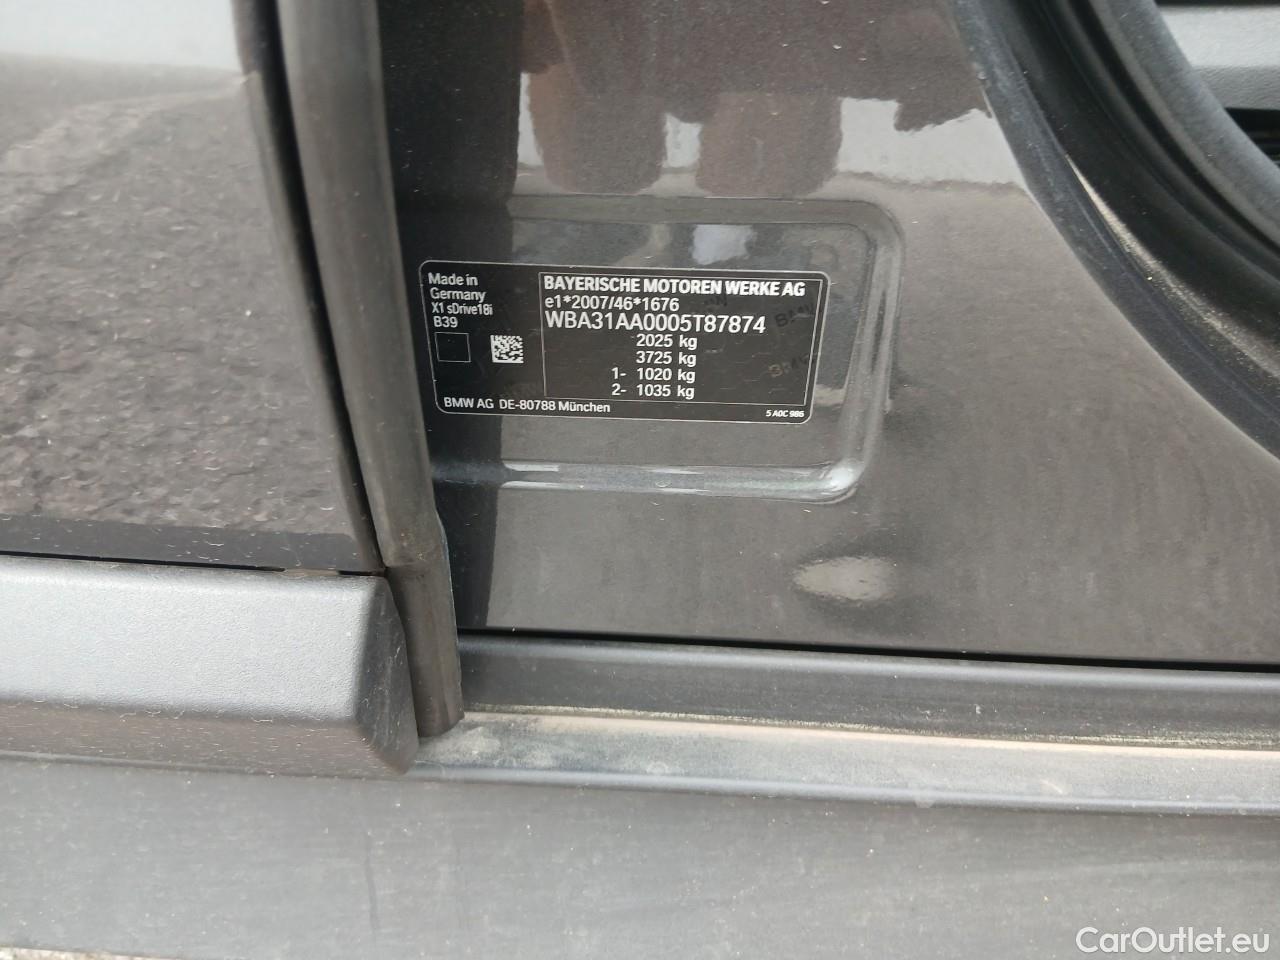 Made in
Germany
X1 sDrive18i
B39
BAYERISCHE MOTOREN WERKE AG
e1*2007/46*1676
WBA31AA0005T87874
2025 kg
3725 kg
1- 1020 kg
2- 1035 kg
BMW AG DE-80788 München
5 A0C 986
CarOutlet.eu